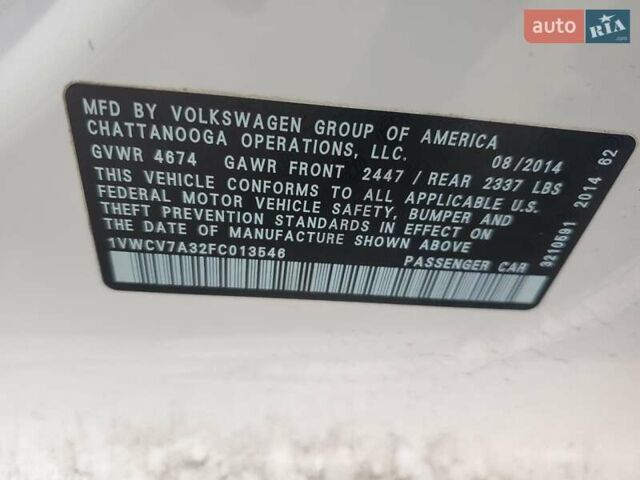 auto RIA.com
MFD BY VOLKSWAGEN GROUP OF AMERICA
CHATTANOOGA OPERATIONS, LLC. 08/2014
GVWR 4674 GAWR FRONT 2447 / REAR 2337 LBS
THIS VEHICLE CONFORMS TO ALL APPLICABLE U.S.
FEDERAL MOTOR VEHICLE SAFETY, BUMPER AND
THEFT PREVENTION STANDARDS IN EFFECT ON
THE DATE OF MANUFACTURE SHOWN ABOVE.
1VWCV7A32FC013546 PASSENGER CAR
3210591 2014 62